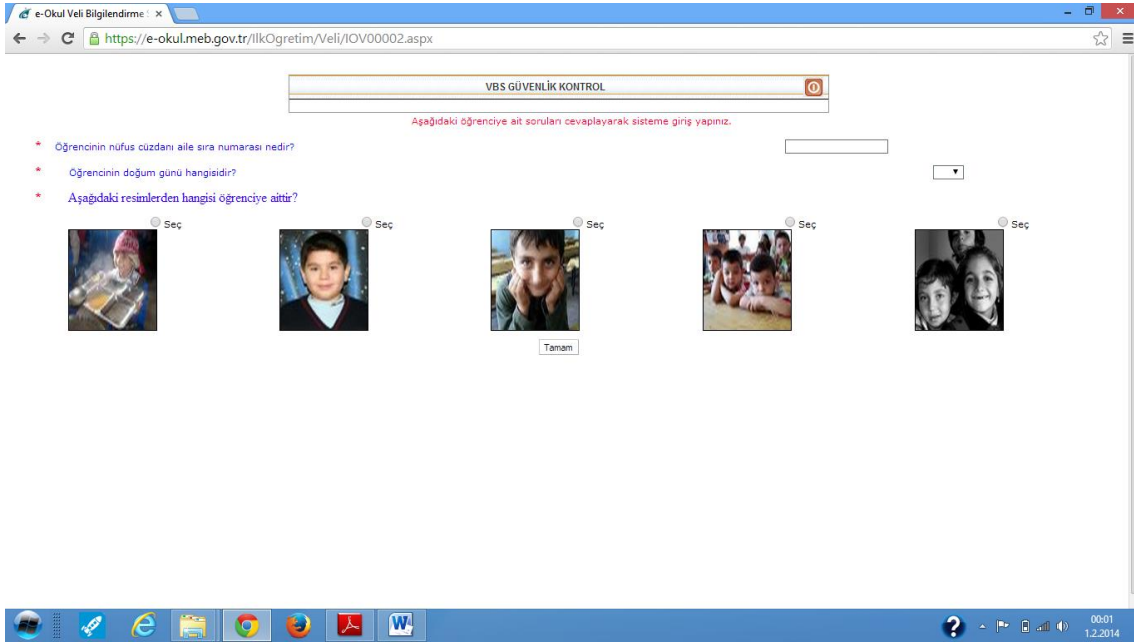 e-Okul Veli Bilgilendirme S
https://e-okul.meb.gov.tr/IlkOgretim/Veli/IOV00002.aspx
VBS GÜVENLİK KONTROL
Aşağıdaki öğrenciye ait soruları cevaplayarak sisteme giriş yapınız.
* Öğrencinin nüfus cüzdanı aile sıra numarası nedir?
* Öğrencinin doğum günü hangisidir?
* Aşağıdaki resimlerden hangisi öğrenciye aittir?
Seç Seç Seç Seç Seç
Tamam
00:01
1.2.2014